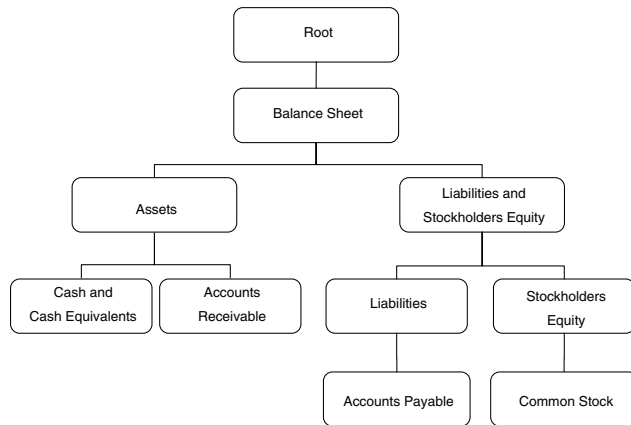 Root
Balance Sheet
Assets
Liabilities and
Stockholders Equity
Cash and
Cash Equivalents
Accounts
Receivable
Liabilities
Stockholders
Equity
Accounts Payable
Common Stock